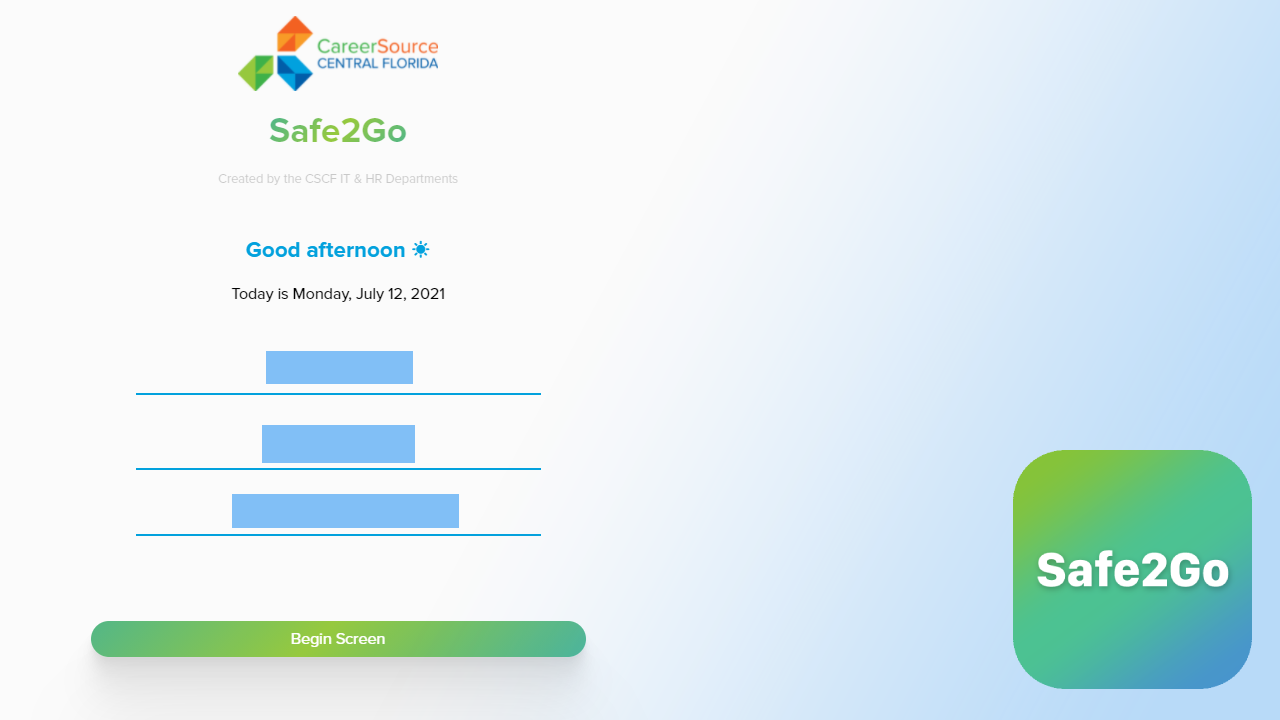 CareerSource
CENTRAL FLORIDA
Safe2Go
Created by the CSCF IT & HR Departments
Good afternoon
Today is Monday, July 12, 2021
Begin Screen
Safe2Go